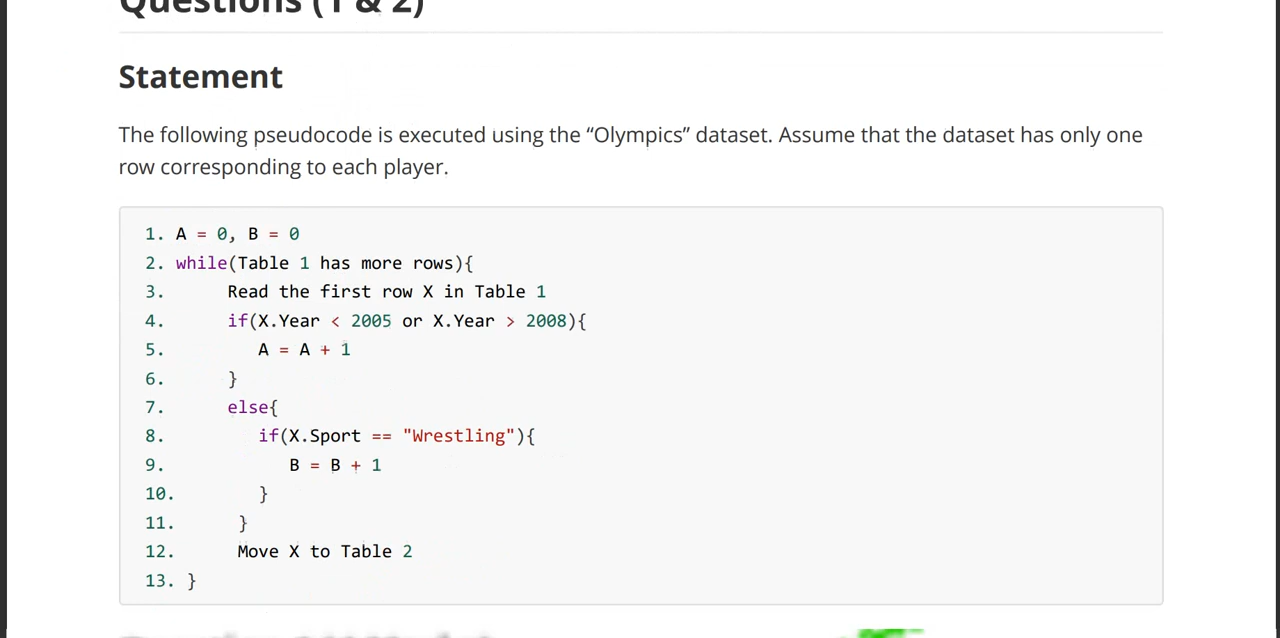 Questions (1 & 2)
Statement
The following pseudocode is executed using the “Olympics” dataset. Assume that the dataset has only one
row corresponding to each player.
1. A = 0, B = 0
2. while(Table 1 has more rows){
3. Read the first row X in Table 1
4. if(X.Year < 2005 or X.Year > 2008){
5. A = A + 1
6. }
7. else{
8. if(X.Sport == "Wrestling"){
9. B = B + 1
10. }
11. }
12. Move X to Table 2
13. }